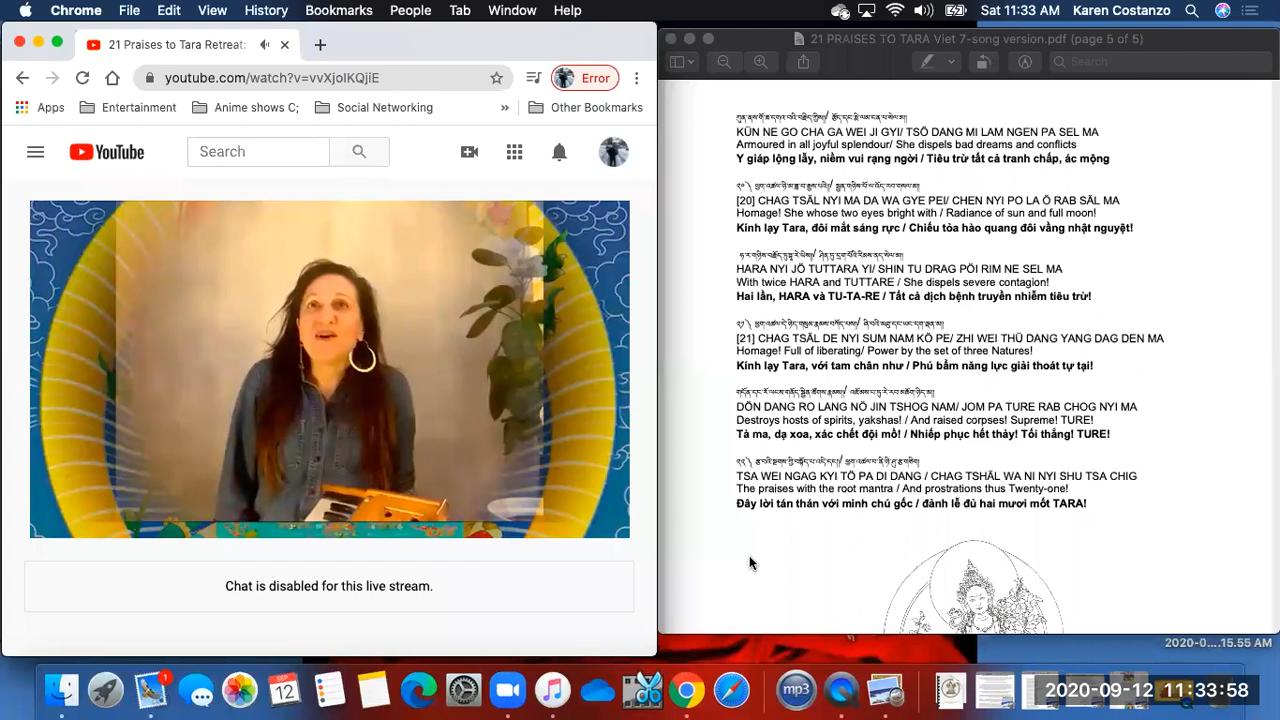 Chrome File Edit View History Bookmarks People Tab Window Help Sat 11:33 AM Karen Costanzo
21 Praises to Tara Retreat:
youtube.com/watch?v=vvXjolKQjiE Error
Apps Entertainment Anime shows C; Social Networking » Other Bookmarks
YouTube Search
Chat is disabled for this live stream.
21 PRAISES TO TARA Viet 7-song version.pdf (page 5 of 5)
Search
KÜN NE GO CHA GA WEI JI GYI/ TSÖ DANG MI LAM NGEN PA SEL MA
Armoured in all joyful splendour/ She dispels bad dreams and conflicts
Y giáp lộng lẫy, niềm vui rạng ngời / Tiêu trừ tất cả tranh chấp, ác mộng
[20] CHAG TSĂL NYI MA DA WA GYE PEI/ CHEN NYI PO LA Ö RAB SĂL MA
Homage! She whose two eyes bright with / Radiance of sun and full moon!
Kính lạy Tara, đôi mắt sáng rực / Chiếu tỏa hào quang đôi vầng nhật nguyệt!
HARA NYI JÖ TUTTARA YI/ SHIN TU DRAG PÖI RIM NE SEL MA
With twice HARA and TUTTARE / She dispels severe contagion!
Hai lần, HARA và TU-TA-RE / Tất cả dịch bệnh truyền nhiễm tiêu trừ!
[21] CHAG TSĂL DE NYI SUM NAM KÖ PE/ ZHI WEI THÜ DANG YANG DAG DEN MA
Homage! Full of liberating/ Power by the set of three Natures!
Kính lạy Tara, với tam chân như / Phú bẩm năng lực giải thoát tự tại!
DÖN DANG RO LANG NÖ JIN TSHOG NAM/ JOM PA TURE RAB CHOG NYI MA
Destroys hosts of spirits, yakshas! / And raised corpses! Supreme! TURE!
Tà ma, dạ xoa, xác chết đội mồ! / Nhiếp phục hết thảy! Tối thắng! TURE!
TSA WEI NGAG KYI TÖ PA DI DANG / CHAG TSHĂL WA NI NYI SHU TSA CHIG
The praises with the root mantra / And prostrations thus Twenty-one!
Đây lời tán thán với minh chú gốc / đảnh lễ đủ hai mươi mốt TARA!
2020-0....15.55 AM
1
SEP
12
mp3
2020-09-12 11:33:58